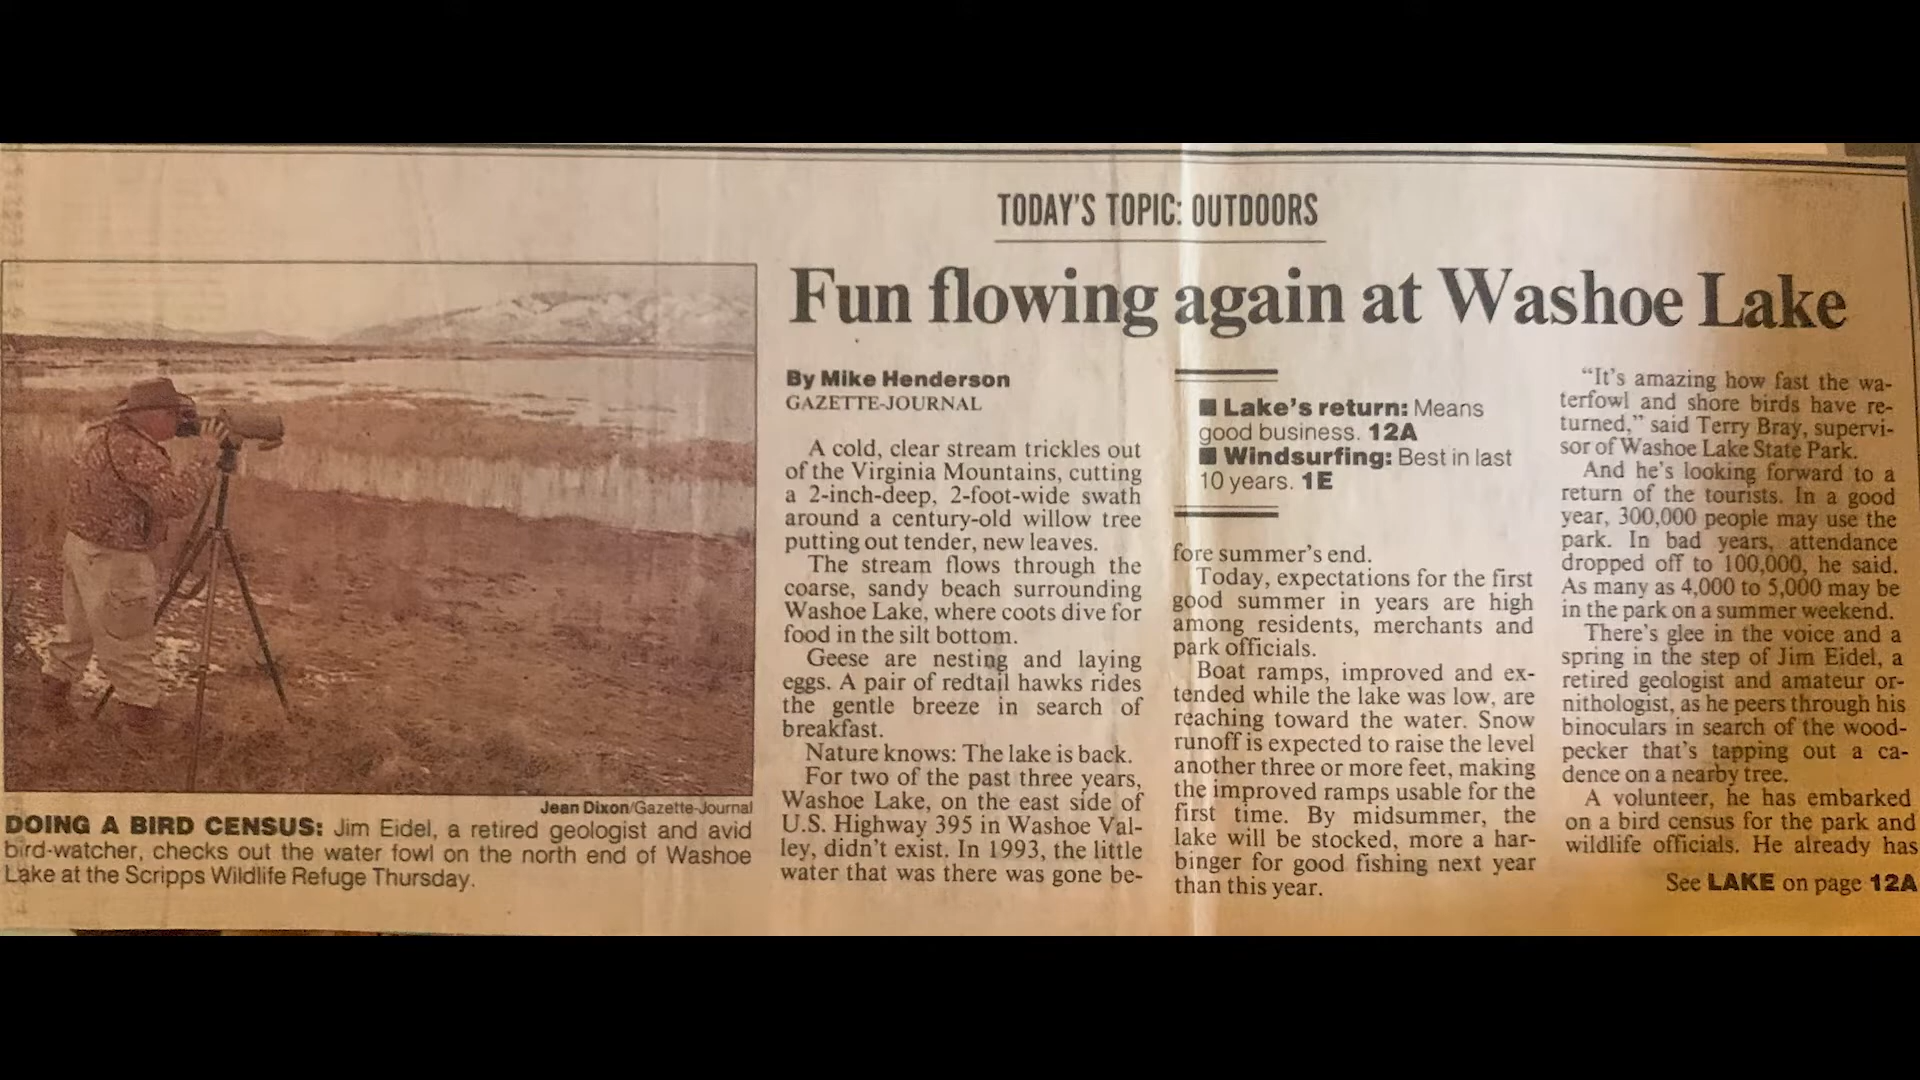 TODAY'S TOPIC: OUTDOORS
Fun flowing again at Washoe Lake
Jean Dixon/Gazette-Journal
DOING A BIRD CENSUS: Jim Eidel, a retired geologist and avid
bird-watcher, checks out the water fowl on the north end of Washoe
Lake at the Scripps Wildlife Refuge Thursday.
By Mike Henderson
GAZETTE-JOURNAL
A cold, clear stream trickles out
of the Virginia Mountains, cutting
a 2-inch-deep, 2-foot-wide swath
around a century-old willow tree
putting out tender, new leaves.
The stream flows through the
coarse, sandy beach surrounding
Washoe Lake, where coots dive for
food in the silt bottom.
Geese are nesting and laying
eggs. A pair of redtail hawks rides
the gentle breeze in search of
breakfast.
Nature knows: The lake is back.
For two of the past three years,
Washoe Lake, on the east side of
U.S. Highway 395 in Washoe Val-
ley, didn't exist. In 1993, the little
water that was there was gone be-
■ Lake's return: Means
good business. 12A
■ Windsurfing: Best in last
10 years. 1E
fore summer's end.
Today, expectations for the first
good summer in years are high
among residents, merchants and
park officials.
Boat ramps, improved and ex-
tended while the lake was low, are
reaching toward the water. Snow
runoff is expected to raise the level
another three or more feet, making
the improved ramps usable for the
first time. By midsummer, the
lake will be stocked, more a har-
binger for good fishing next year
than this year.
"It's amazing how fast the wa-
terfowl and shore birds have re-
turned," said Terry Bray, supervi-
sor of Washoe Lake State Park.
And he's looking forward to a
return of the tourists. In a good
year, 300,000 people may use the
park. In bad years, attendance
dropped off to 100,000, he said.
As many as 4,000 to 5,000 may be
in the park on a summer weekend.
There's glee in the voice and a
spring in the step of Jim Eidel, a
retired geologist and amateur or-
nithologist, as he peers through his
binoculars in search of the wood-
pecker that's tapping out a ca-
dence on a nearby tree.
A volunteer, he has embarked
on a bird census for the park and
wildlife officials. He already has
See LAKE on page 12A